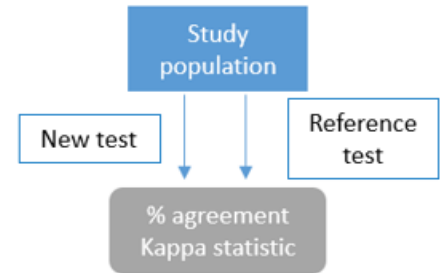 Study
population
New test
Reference
test
% agreement
Kappa statistic